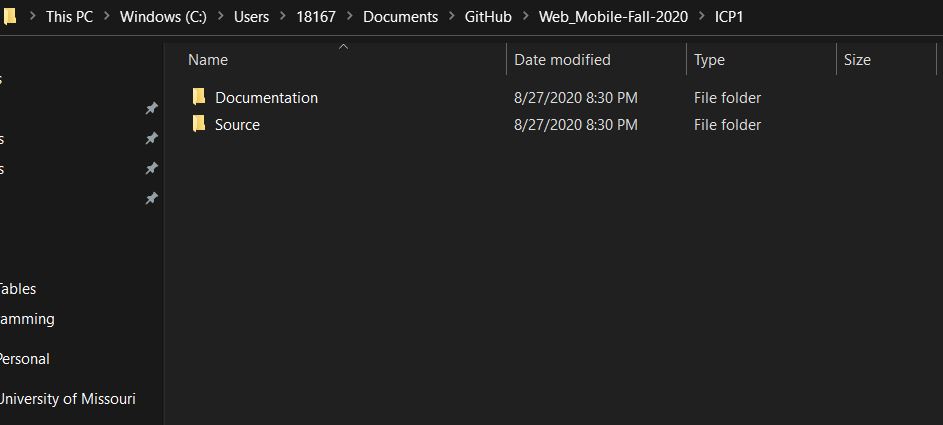 This PC > Windows (C:) > Users > 18167 > Documents > GitHub > Web_Mobile-Fall-2020 > ICP1
Name Date modified Type Size
Documentation 8/27/2020 8:30 PM File folder
Source 8/27/2020 8:30 PM File folder
s
s
s
Tables
ramming
Personal
University of Missouri